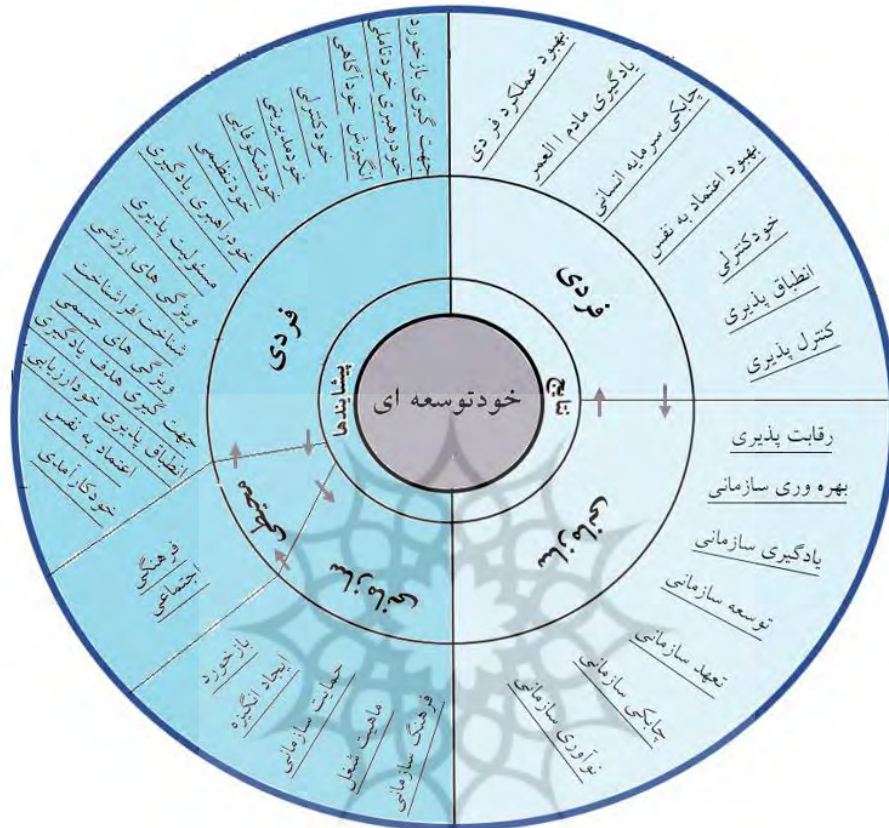 خودتوسعه ای
پیشایندها
نتایج
فردی
بهبود عملکرد فردی
یادگیری مادم ا العمر
چابکی سرمایه انسانی
بهبود اعتماد به نفس
خودکنترلی
انطباق پذیری
کنترل پذیری
سازمانی
رقابت پذیری
بهره وری سازمانی
یادگیری سازمانی
توسعه سازمانی
تعهد سازمانی
چابکی سازمانی
نوآوری سازمانی
سازمانی
فرهنگ سازمانی
ماهیت شغل
حمایت سازمانی
ایجاد انگیزه
بازخورد
محیطی
اجتماعی
فرهنگی
فردی
خودکارآمدی
اعتماد به نفس
انطباق پذیری خودارزیابی
جهت گیری هدف یادگیری
ویژگی های جسمی
شناخت افراشناخت
ویژگی های ارزشی
مسئولیت پذیری
خودراهبری یادگیری
خودتنظیمی
خودشکوفایی
خودمدیریتی
خودکنترلی
انگیزش خودآگاهی
خودرهبری خودتاملی
جهت گیری بازخورد